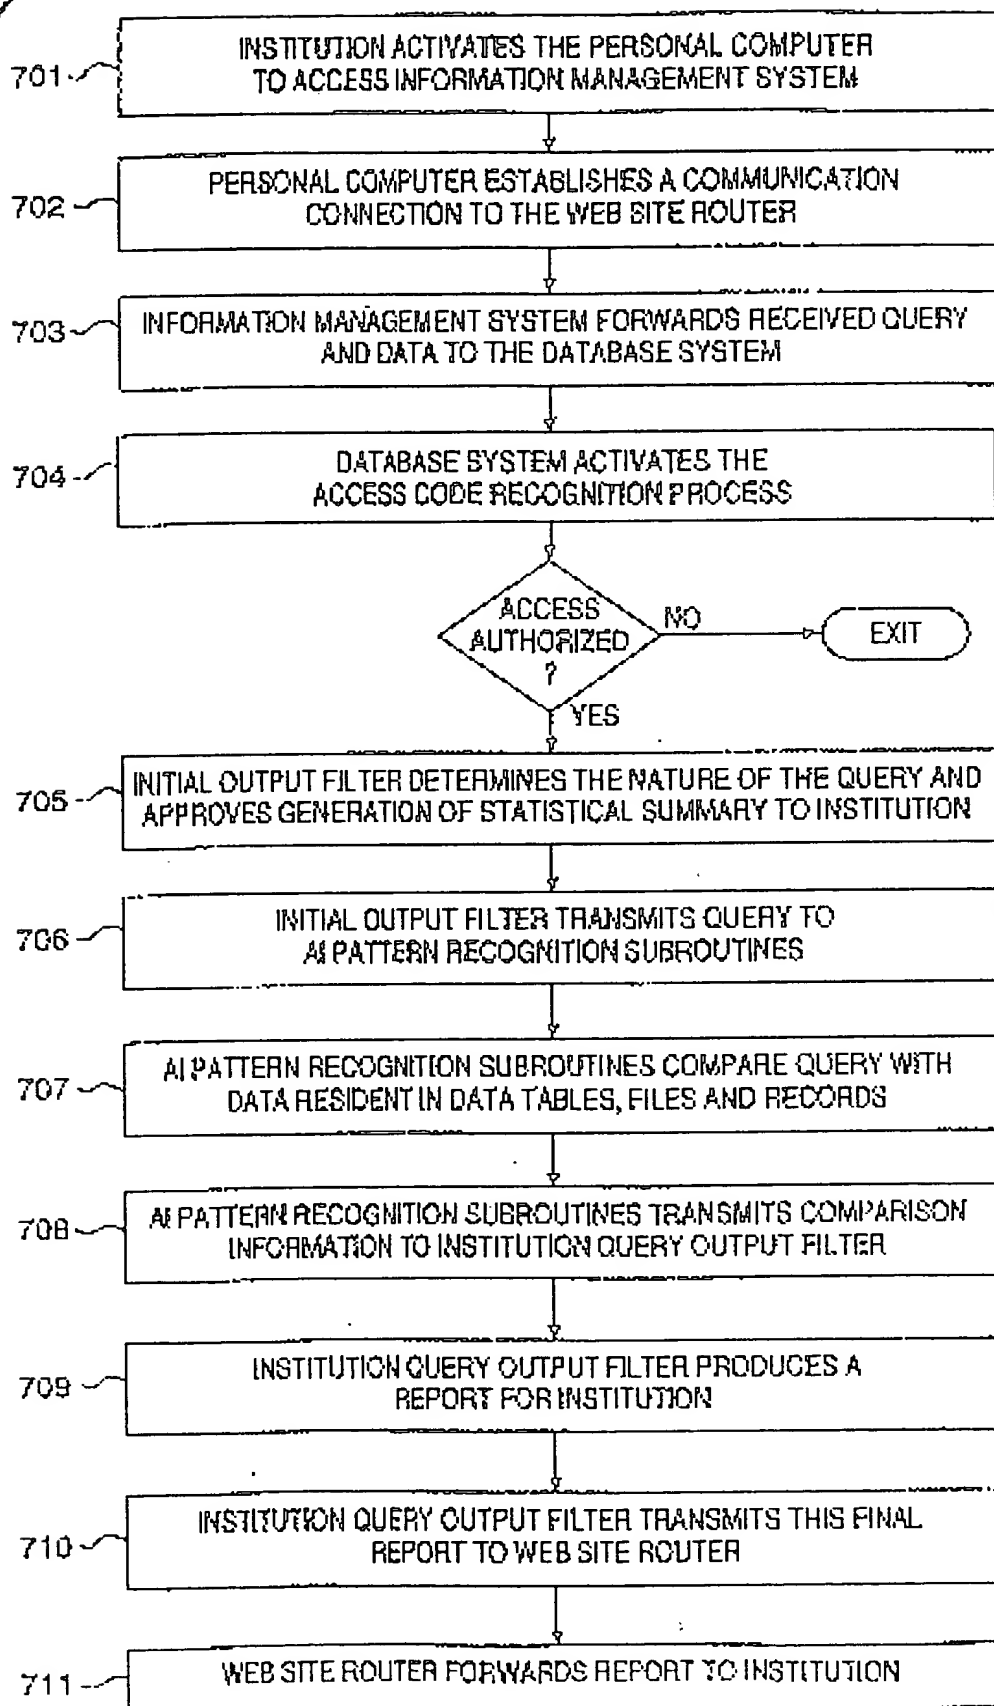 701
INSTITUTION ACTIVATES THE PERSONAL COMPUTER
TO ACCESS INFORMATION MANAGEMENT SYSTEM
702
PERSONAL COMPUTER ESTABLISHES A COMMUNICATION
CONNECTION TO THE WEB SITE ROUTER
703
INFORMATION MANAGEMENT SYSTEM FORWARDS RECEIVED QUERY
AND DATA TO THE DATABASE SYSTEM
704
DATABASE SYSTEM ACTIVATES THE
ACCESS CODE RECOGNITION PROCESS
ACCESS
AUTHORIZED
?
NO
EXIT
YES
705
INITIAL OUTPUT FILTER DETERMINES THE NATURE OF THE QUERY AND
APPROVES GENERATION OF STATISTICAL SUMMARY TO INSTITUTION
706
INITIAL OUTPUT FILTER TRANSMITS QUERY TO
AI PATTERN RECOGNITION SUBROUTINES
707
AI PATTERN RECOGNITION SUBROUTINES COMPARE QUERY WITH
DATA RESIDENT IN DATA TABLES, FILES AND RECORDS
708
AI PATTERN RECOGNITION SUBROUTINES TRANSMITS COMPARISON
INFORMATION TO INSTITUTION QUERY OUTPUT FILTER
709
INSTITUTION QUERY OUTPUT FILTER PRODUCES A
REPORT FOR INSTITUTION
710
INSTITUTION QUERY OUTPUT FILTER TRANSMITS THIS FINAL
REPORT TO WEB SITE ROUTER
711
WEB SITE ROUTER FORWARDS REPORT TO INSTITUTION